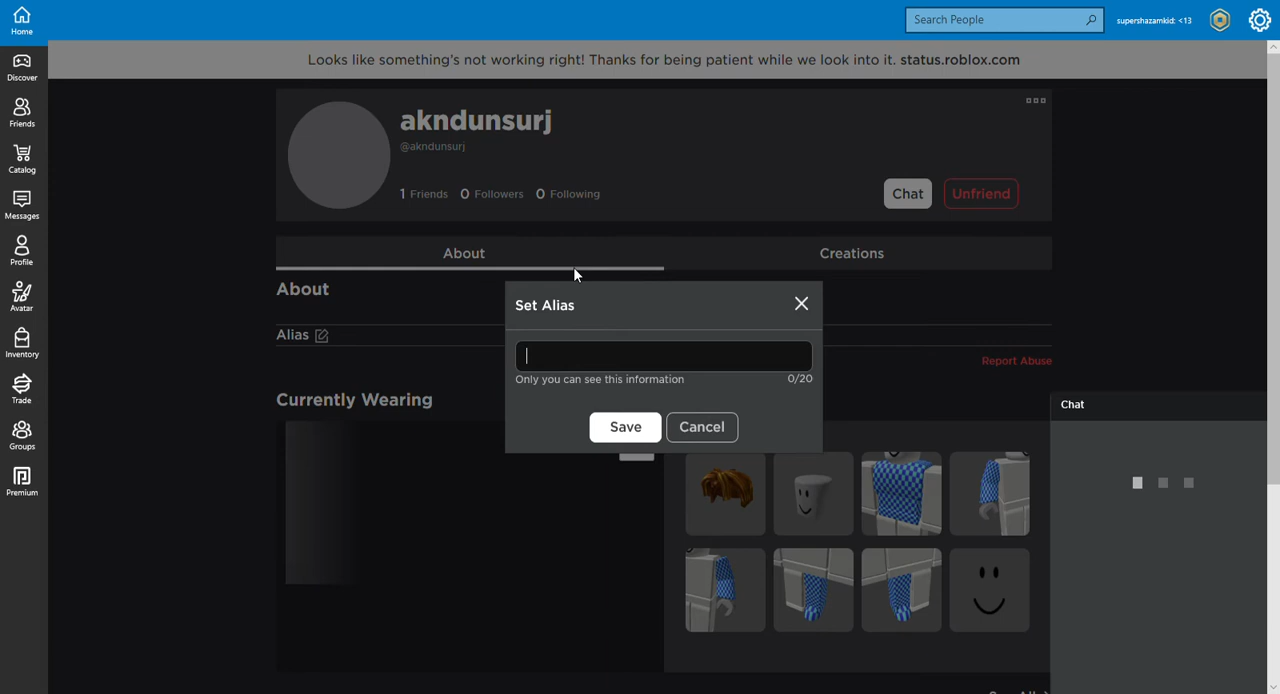 Search People
supershazamkid: <13
Home
Looks like something's not working right! Thanks for being patient while we look into it. status.roblox.com
Discover
Friends
Catalog
Messages
Profile
Avatar
Inventory
Trade
Groups
Premium
akndunsurj
@akndunsurj
1 Friends 0 Followers 0 Following
Chat
Unfriend
About
Creations
About
Alias
Report Abuse
Set Alias
Only you can see this information
0/20
Save
Cancel
Currently Wearing
Chat